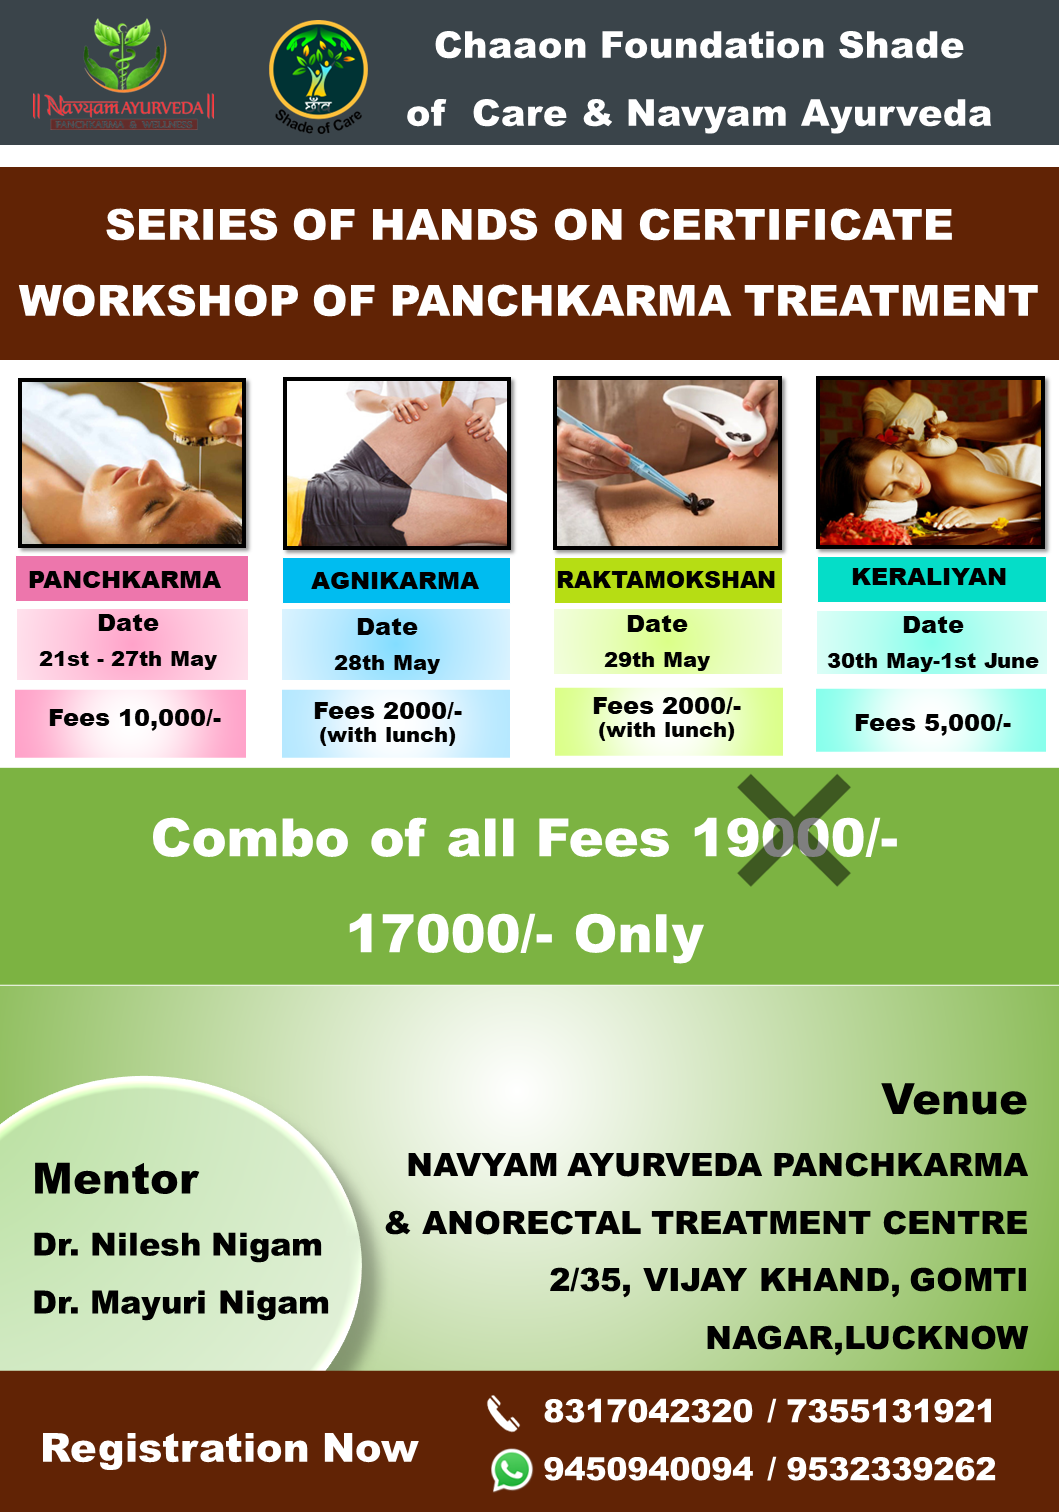 Navyam AYURVEDA
PANCHKARMA & WELLNESS
छाँव
Shade of Care
Chaaon Foundation Shade
of Care & Navyam Ayurveda
SERIES OF HANDS ON CERTIFICATE
WORKSHOP OF PANCHKARMA TREATMENT
PANCHKARMA
Date
21st - 27th May
Fees 10,000/-
AGNIKARMA
Date
28th May
Fees 2000/-
(with lunch)
RAKTAMOKSHAN
Date
29th May
Fees 2000/-
(with lunch)
KERALIYAN
Date
30th May-1st June
Fees 5,000/-
Combo of all Fees 19000/-
17000/- Only
Mentor
Dr. Nilesh Nigam
Dr. Mayuri Nigam
Venue
NAVYAM AYURVEDA PANCHKARMA
& ANORECTAL TREATMENT CENTRE
2/35, VIJAY KHAND, GOMTI
NAGAR,LUCKNOW
Registration Now
8317042320 / 7355131921
9450940094 / 9532339262